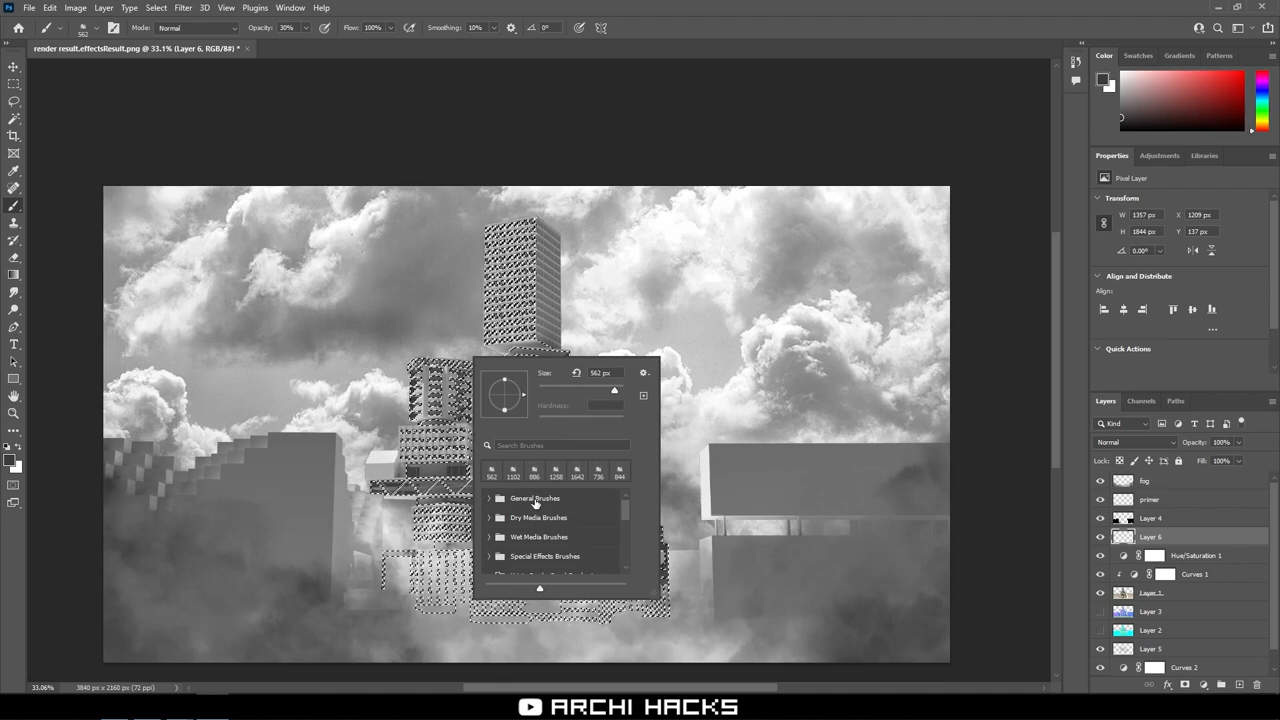 Ps File Edit Image Layer Type Select Filter 3D View Plugins Window Help
562 Mode: Normal Opacity: 30% Flow: 100% Smoothing: 10% 0°
render result.effectsResult.png @ 33.1% (Layer 6, RGB/8#) * ×
Color Swatches Gradients Patterns
Properties Adjustments Libraries
Pixel Layer
Transform
W 1357 px X 1209 px
H 1844 px Y 137 px
0.00°
Align and Distribute
Align:
Quick Actions
Size: 562 px
Hardness:
Search Brushes
562 1102 886 1258 1642 736 844
General Brushes
Dry Media Brushes
Wet Media Brushes
Special Effects Brushes
Layers Channels Paths
Kind
Normal Opacity: 100%
Lock: Fill: 100%
fog
primer
Layer 4
Layer 6
Hue/Saturation 1
Curves 1
Layer 1
Layer 3
Layer 2
Layer 5
Curves 2
fx
33.06% 3840 px x 2160 px (72 ppi)
ARCHI HACKS